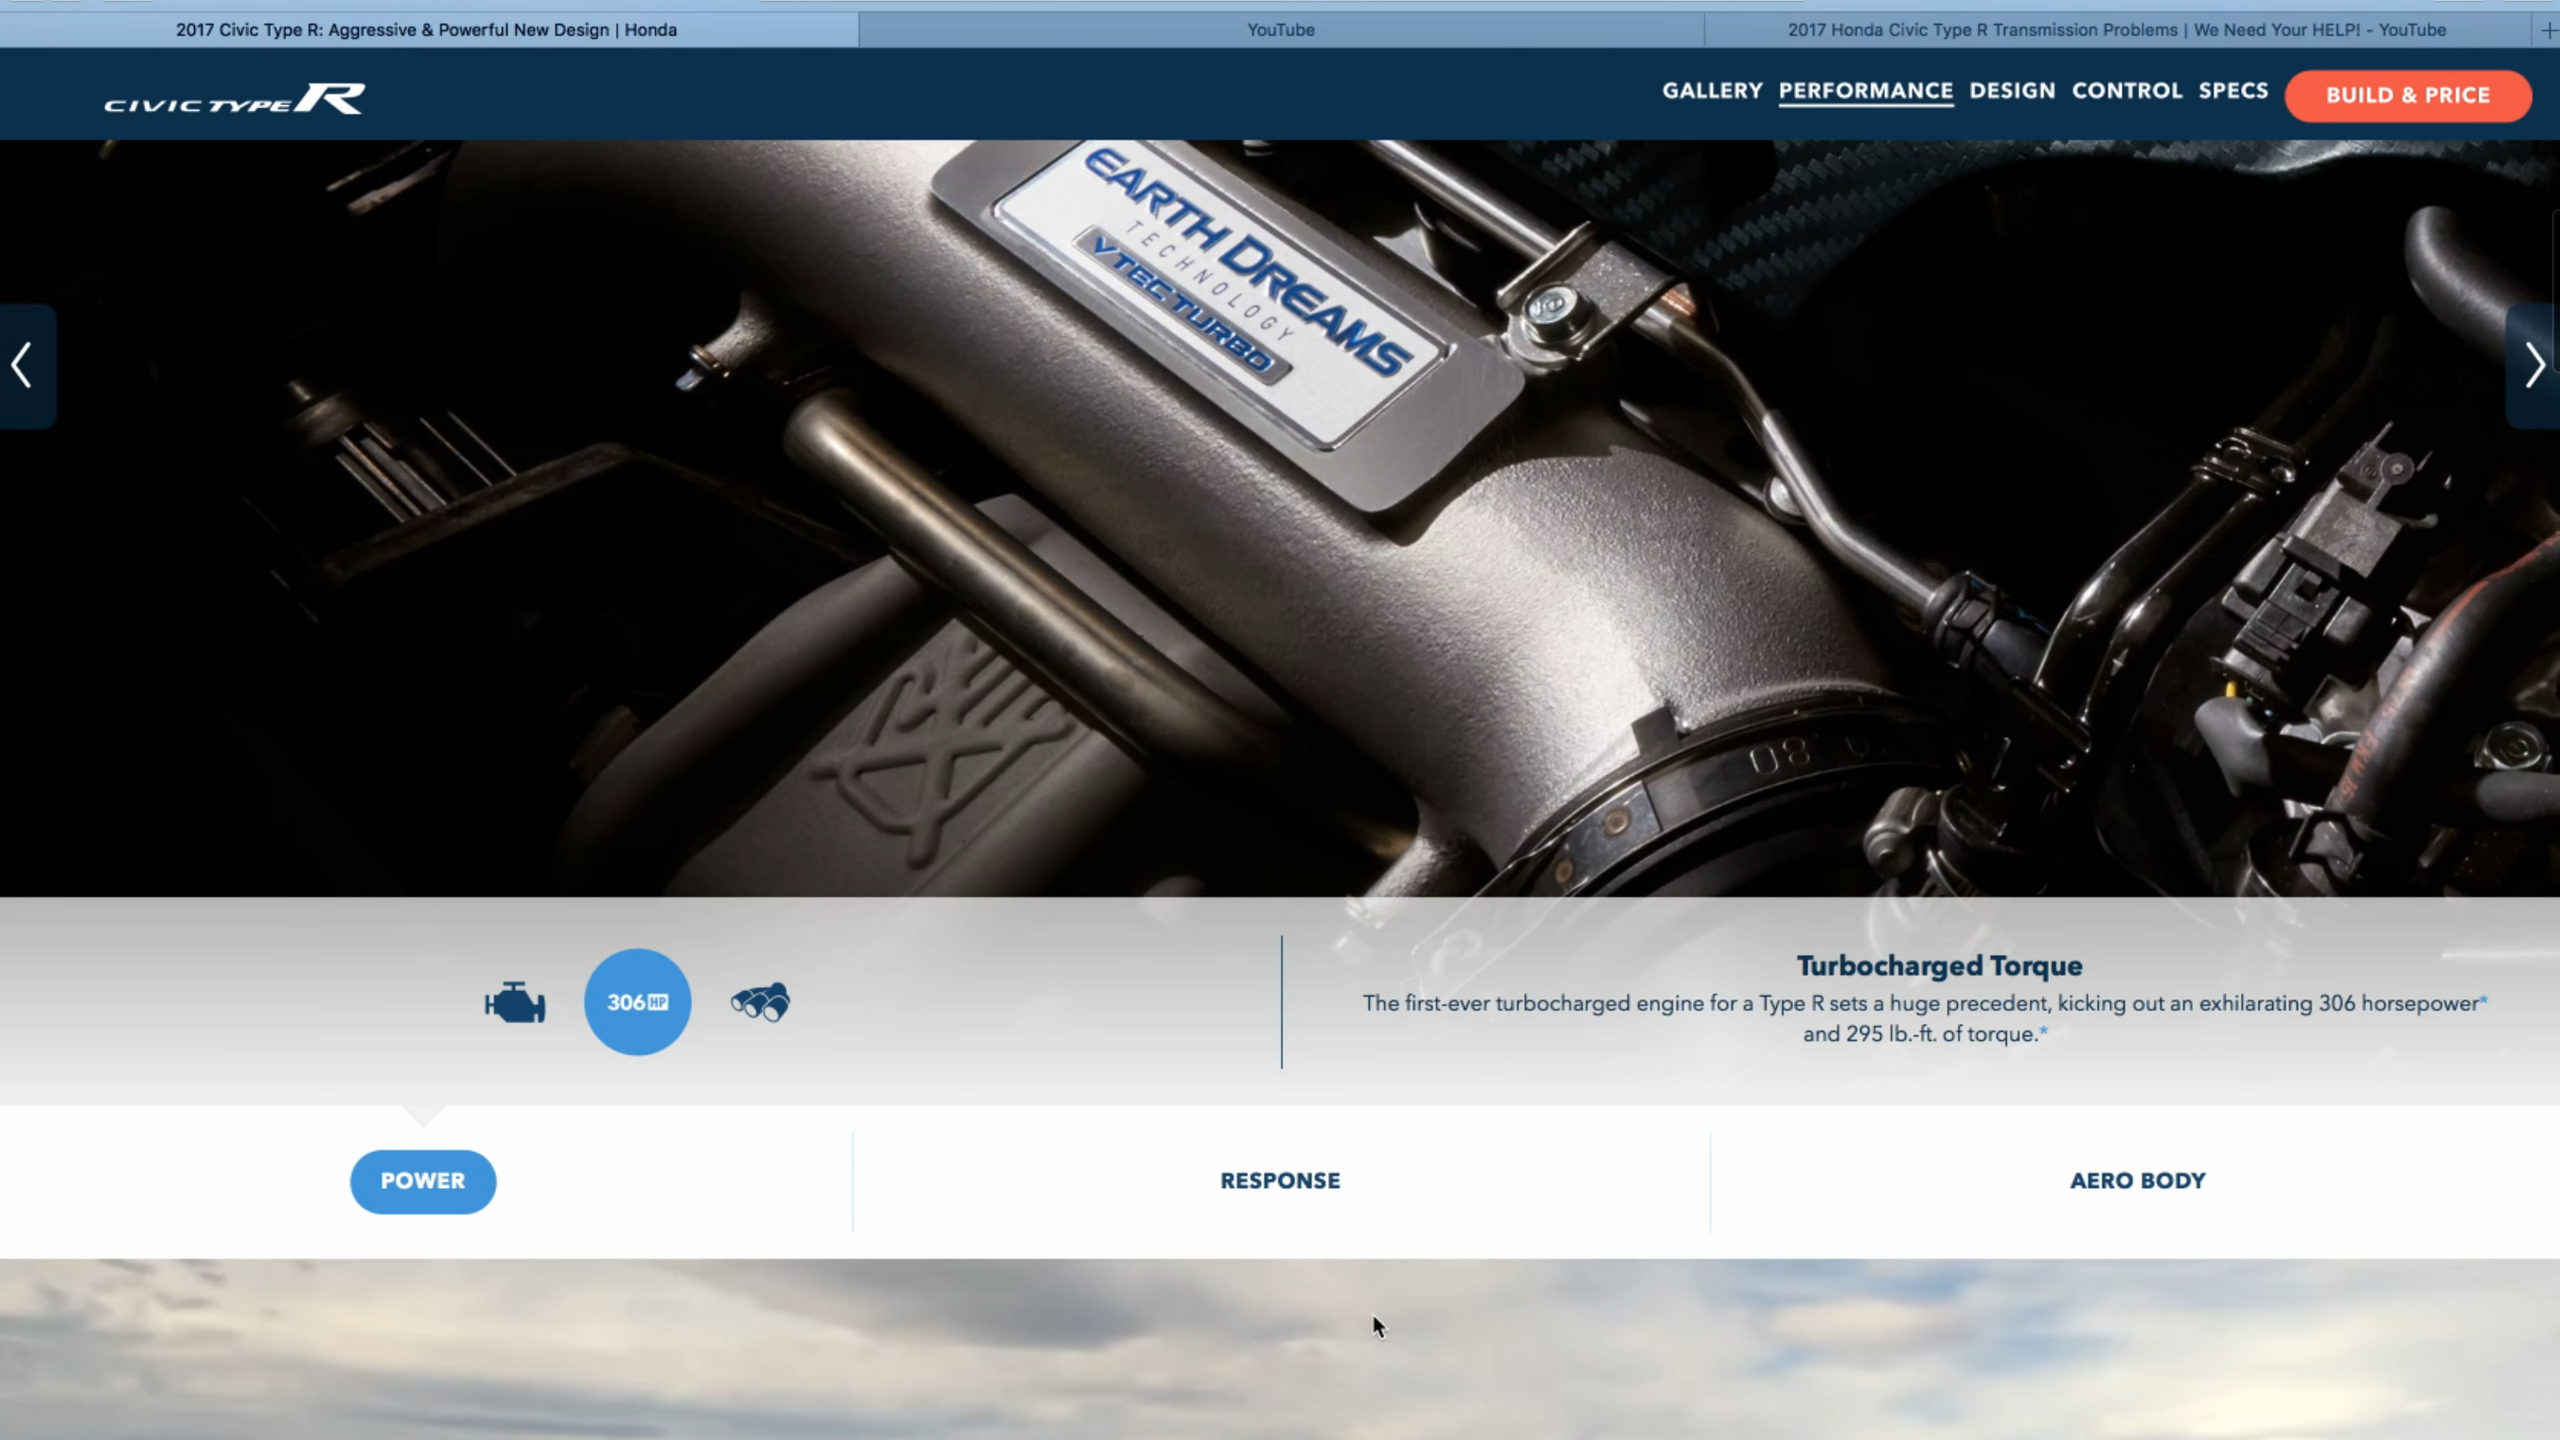 2017 Civic Type R: Aggressive & Powerful New Design | Honda
YouTube
2017 Honda Civic Type R Transmission Problems | We Need Your HELP! - YouTube
CIVIC TYPE R
GALLERY PERFORMANCE DESIGN CONTROL SPECS BUILD & PRICE
EARTH DREAMS
TECHNOLOGY
VTEC TURBO
08
306 HP
Turbocharged Torque
The first-ever turbocharged engine for a Type R sets a huge precedent, kicking out an exhilarating 306 horsepower*
and 295 lb.-ft. of torque.*
POWER
RESPONSE
AERO BODY